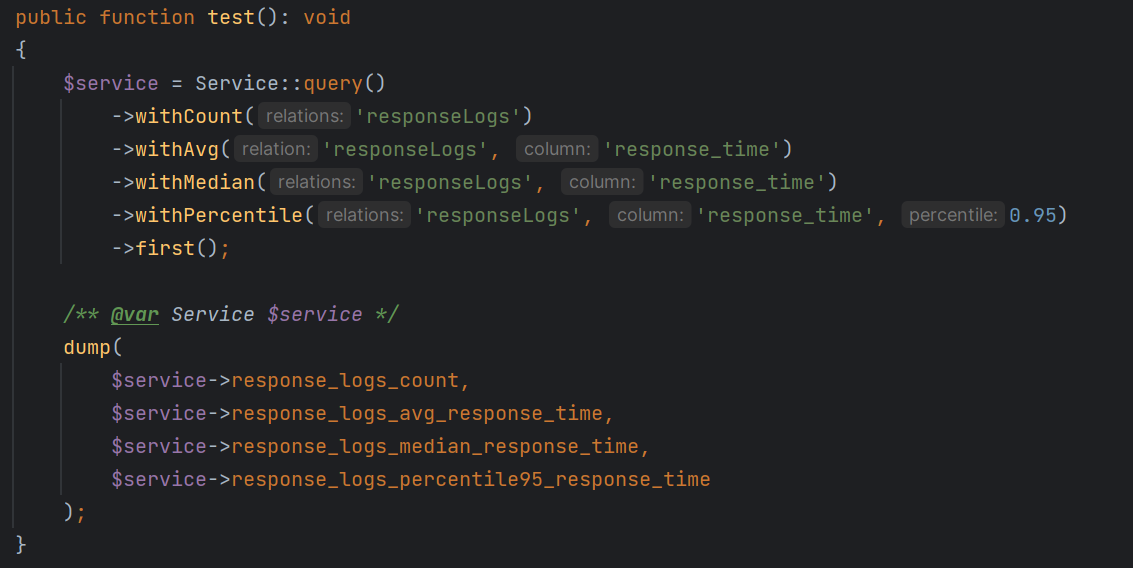 public function test(): void
{
    $service = Service::query()
        ->withCount( relations: 'responseLogs')
        ->withAvg( relation: 'responseLogs', column: 'response_time')
        ->withMedian( relations: 'responseLogs', column: 'response_time')
        ->withPercentile( relations: 'responseLogs', column: 'response_time', percentile: 0.95)
        ->first();

    /** @var Service $service */
    dump(
        $service->response_logs_count,
        $service->response_logs_avg_response_time,
        $service->response_logs_median_response_time,
        $service->response_logs_percentile95_response_time
    );
}